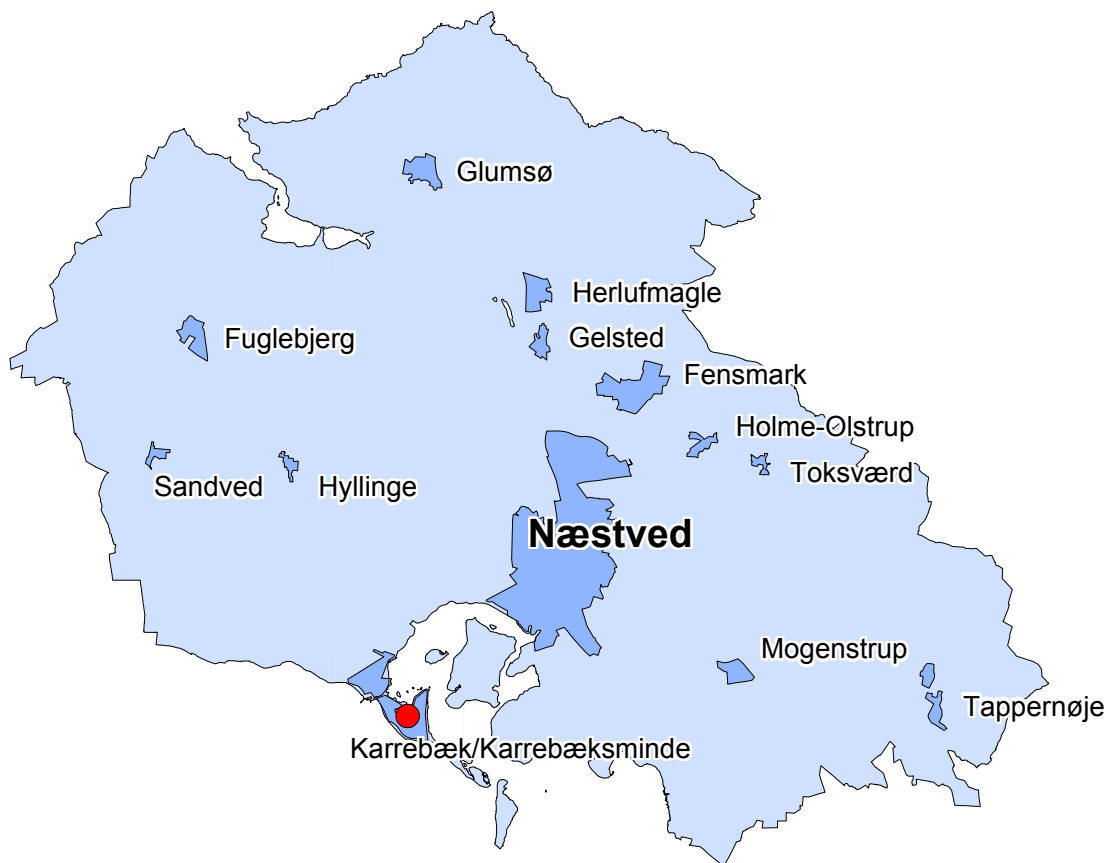 Glumsø
Herlufmagle
Fuglebjerg
Gelsted
Fensmark
Holme-Olstrup
Toksværd
Sandved
Hyllinge
Næstved
Mogenstrup
Tappernøje
Karrebæk/Karrebæksminde